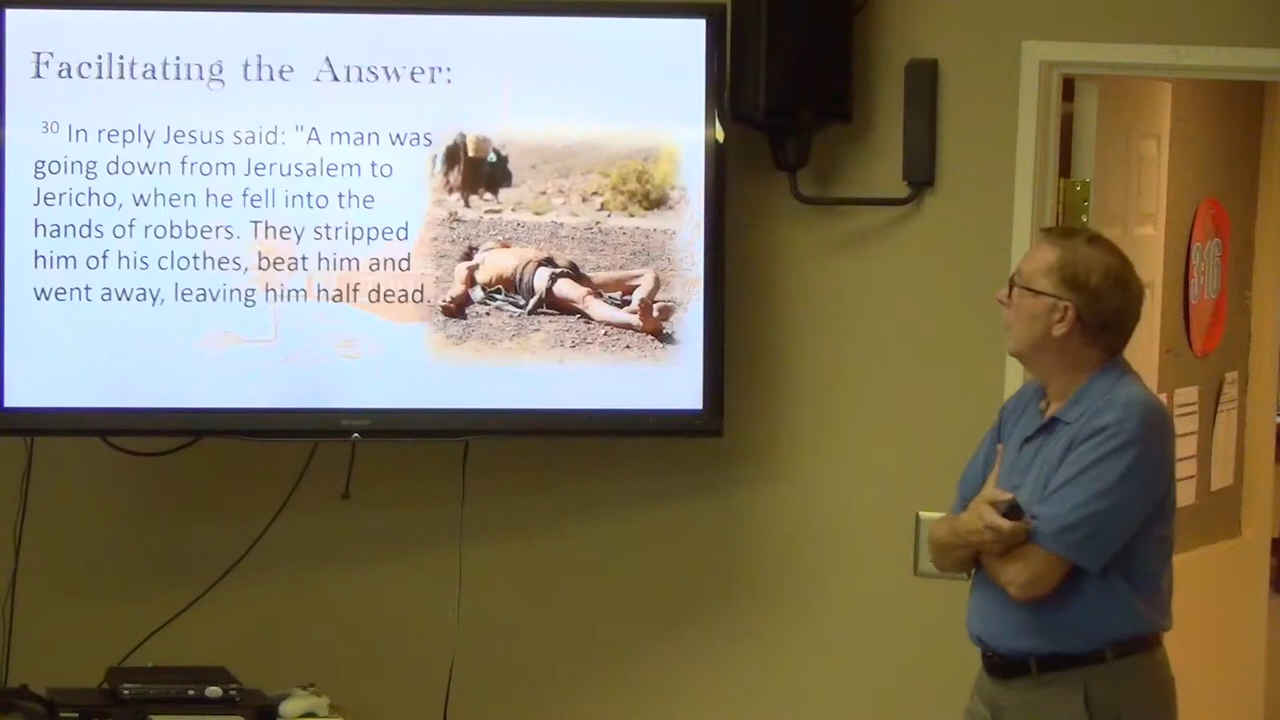 Facilitating the Answer:
30 In reply Jesus said: "A man was
going down from Jerusalem to
Jericho, when he fell into the
hands of robbers. They stripped
him of his clothes, beat him and
went away, leaving him half dead.
3:16